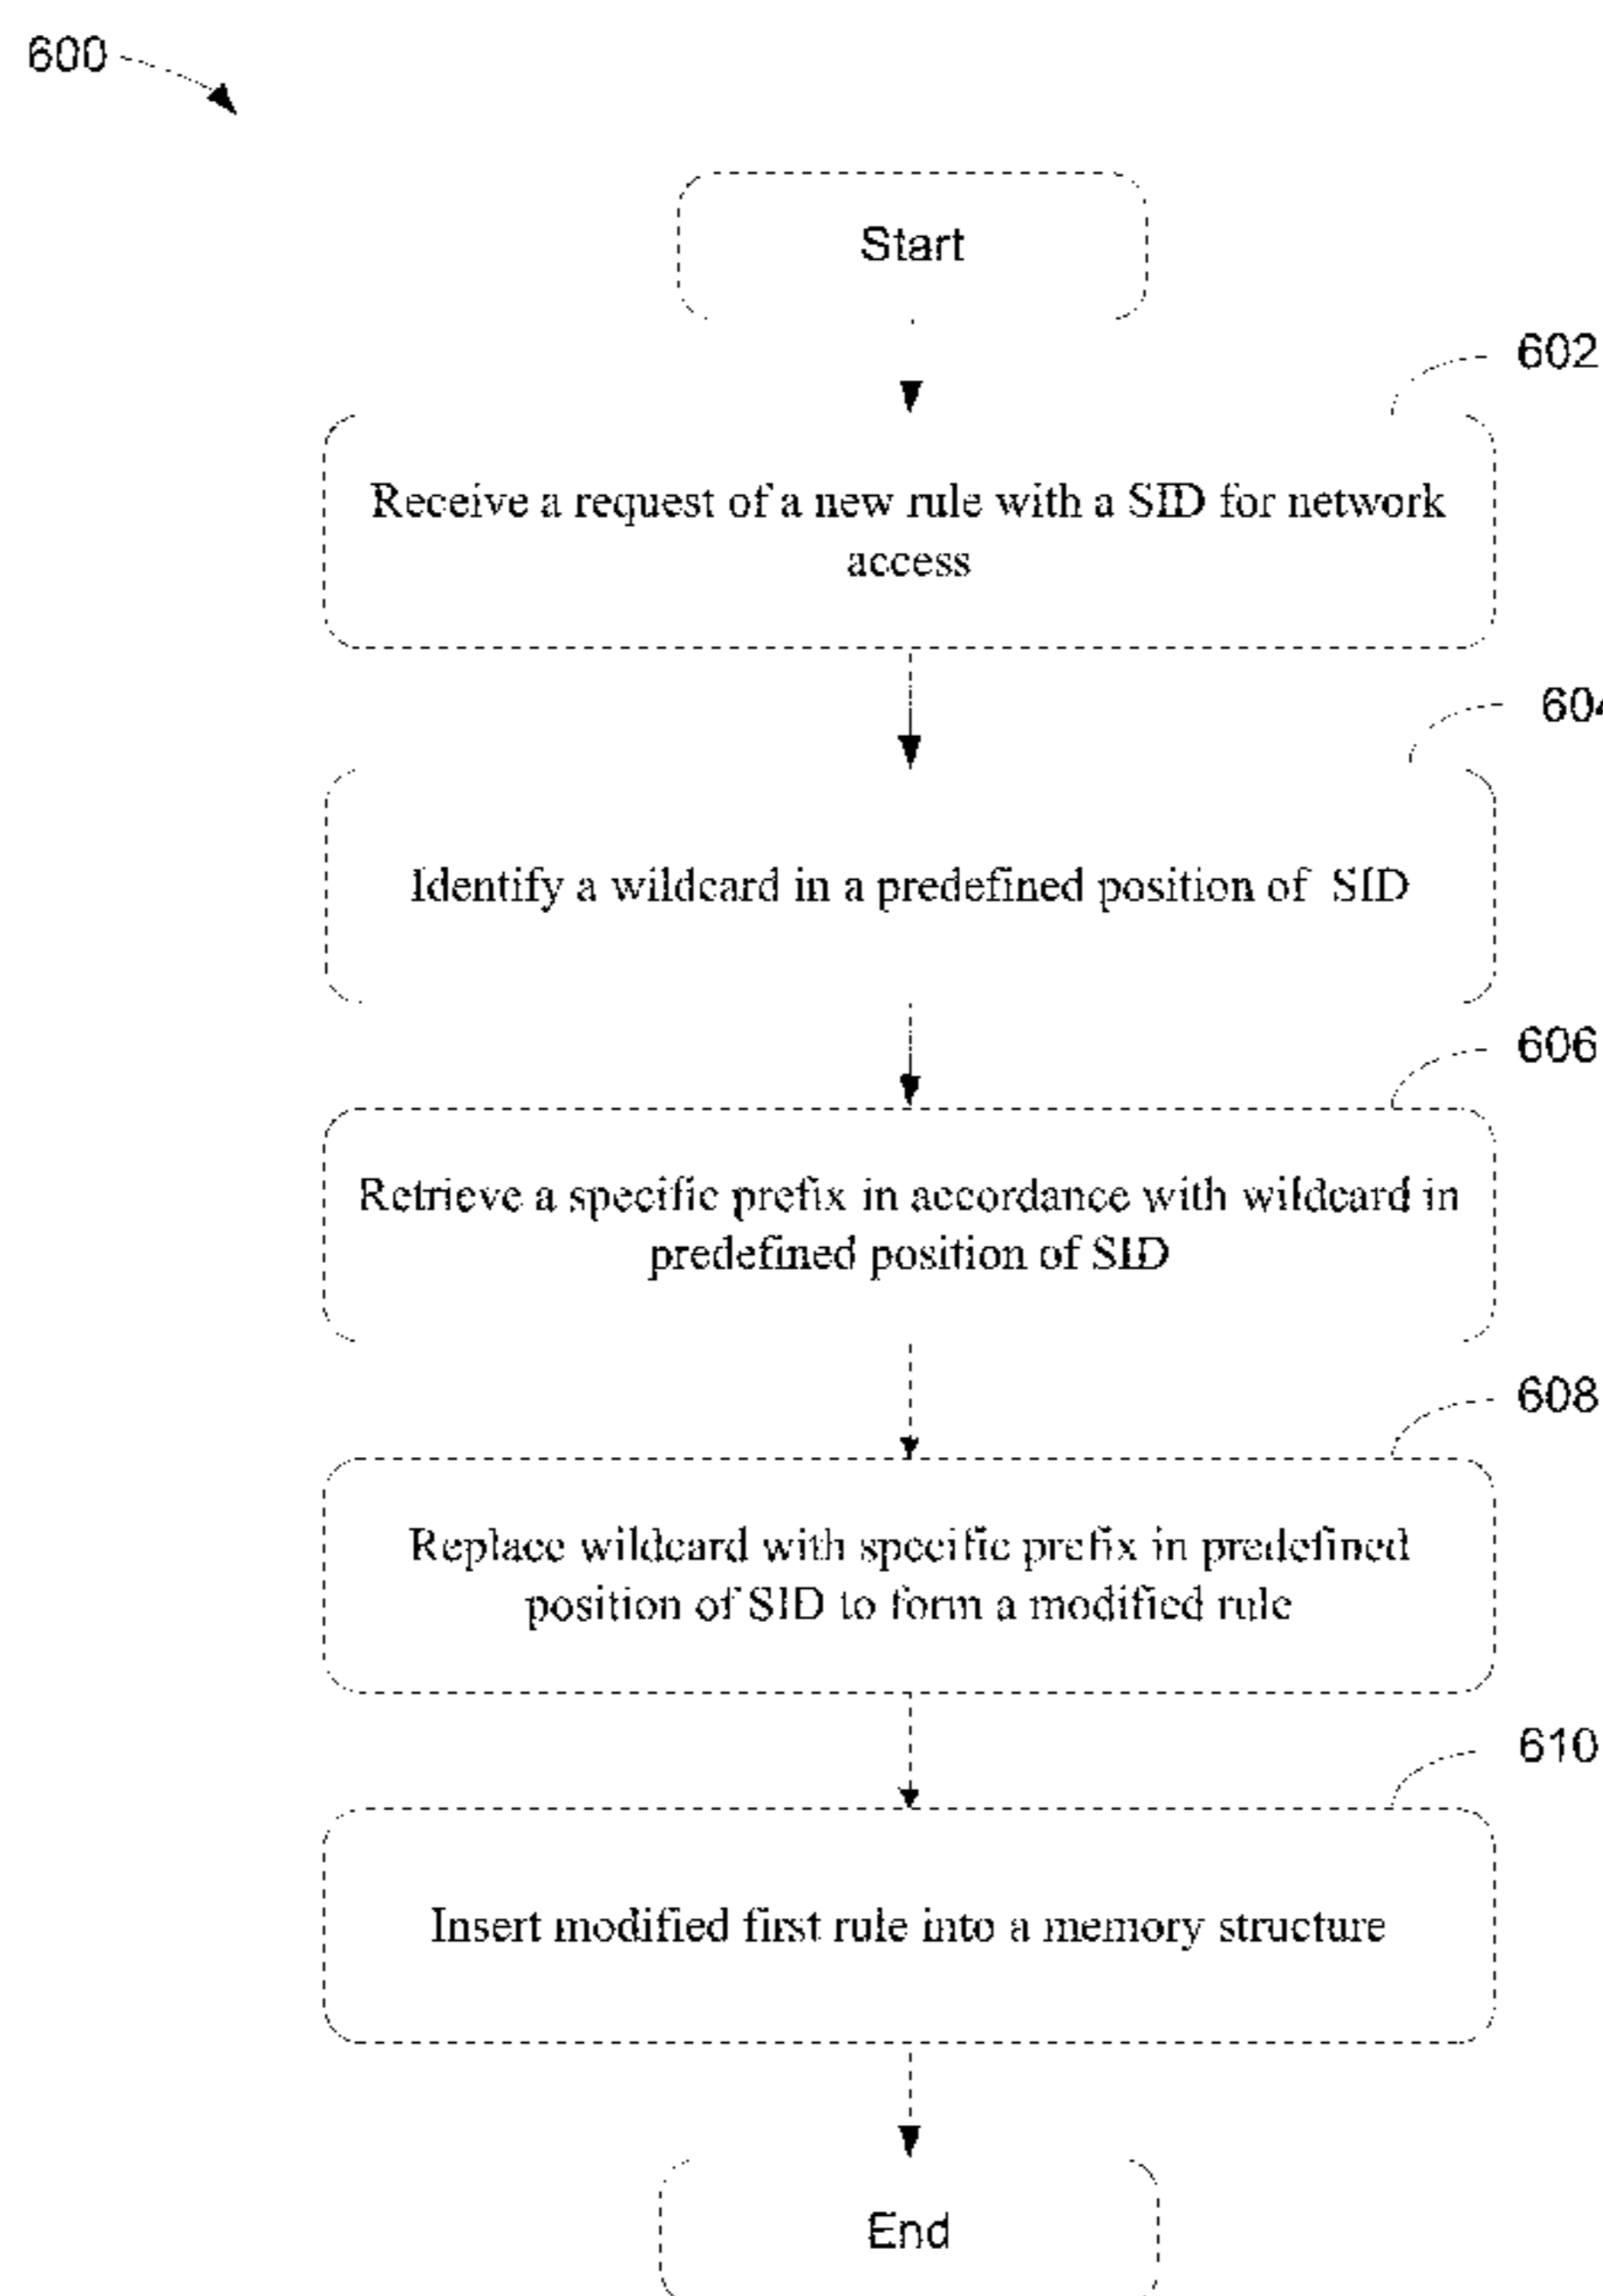 600
Start
602
Receive a request of a new rule with a SID for network
access
604
Identify a wildcard in a predefined position of SID
606
Retrieve a specific prefix in accordance with wildcard in
predefined position of SID
608
Replace wildcard with specific prefix in predefined
position of SID to form a modified rule
610
Insert modified first rule into a memory structure
End